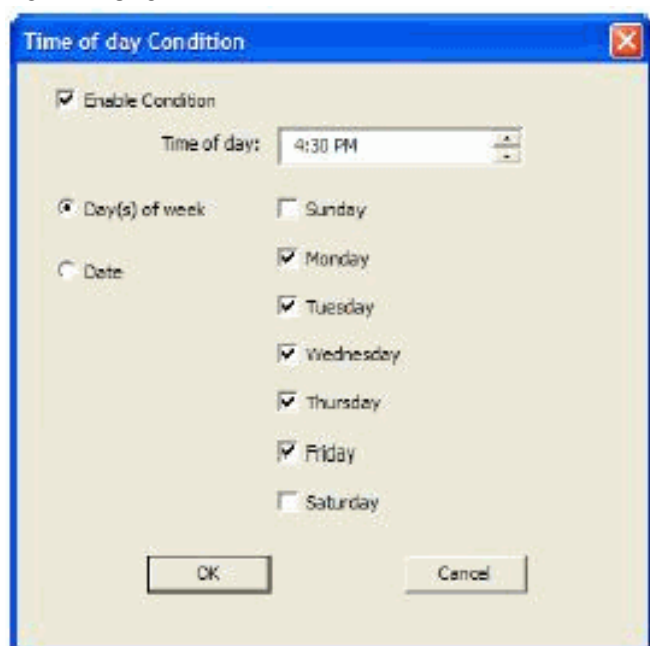 Time of day Condition
Enable Condition
Time of day: 4:30 PM
Day(s) of week Sunday
Monday
Date
Tuesday
Wednesday
Thursday
Friday
Saturday
OK Cancel